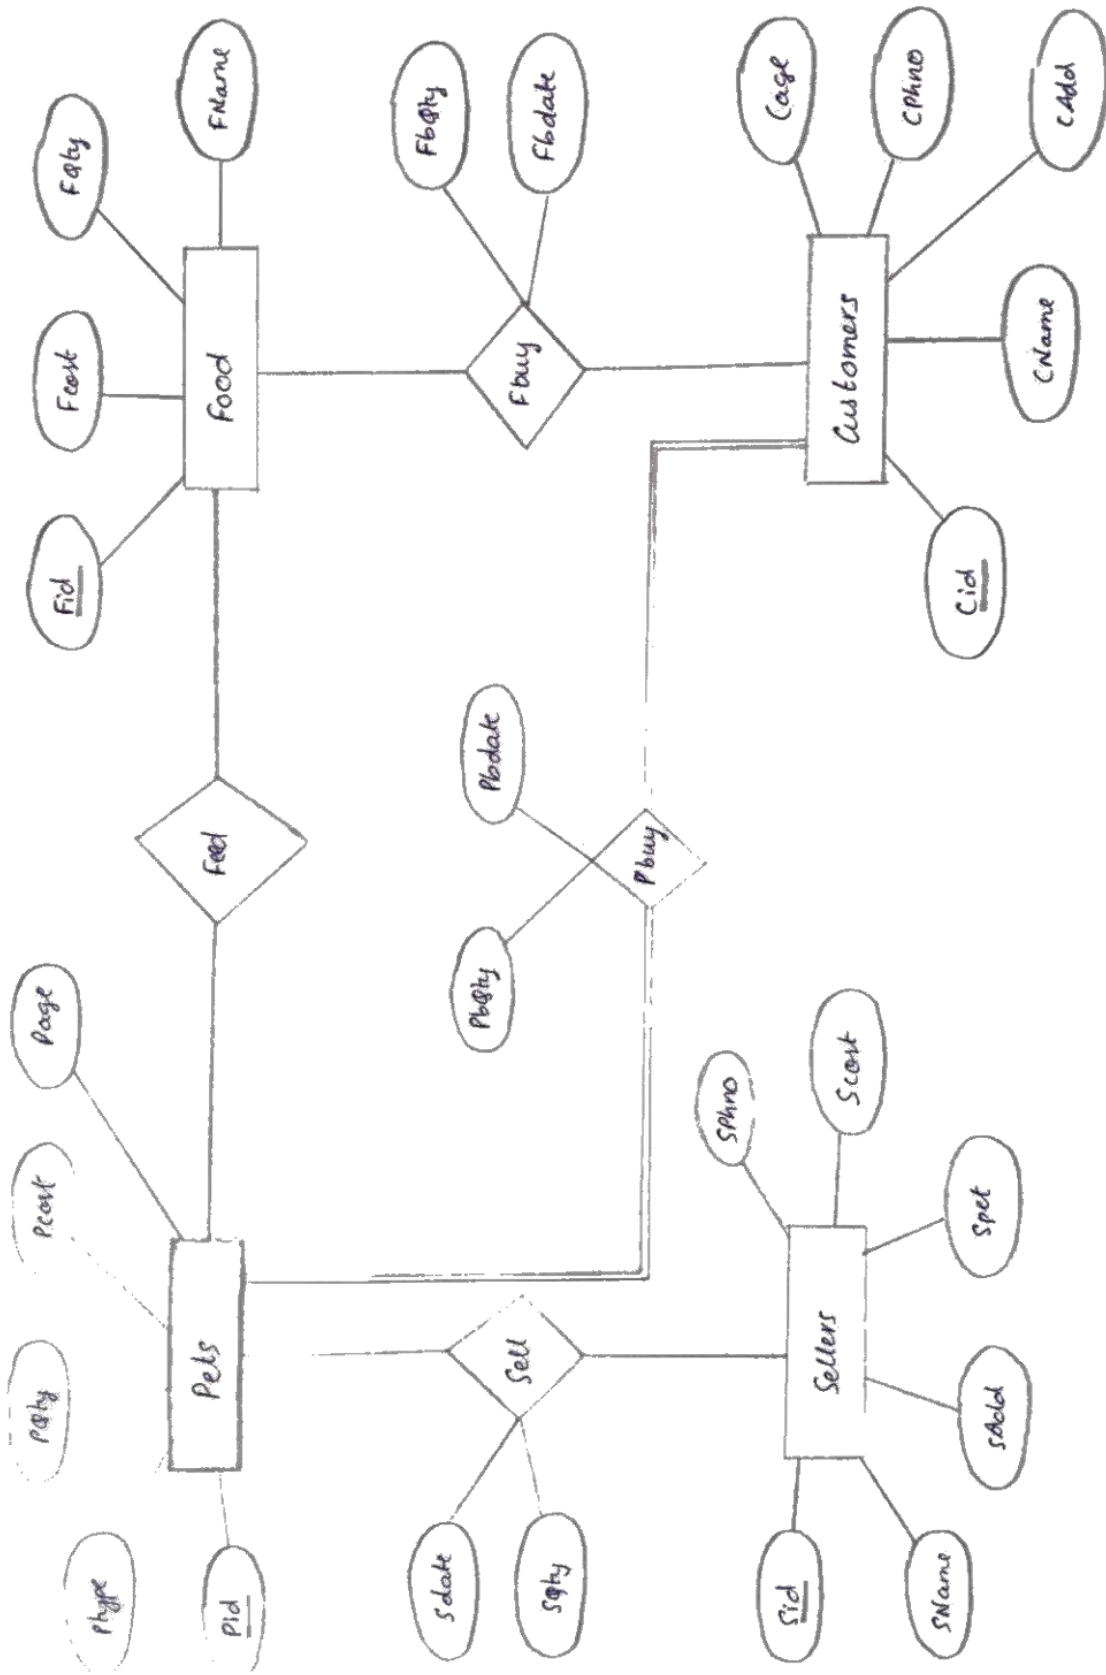 Ptype
PQty
Pcost
Page
Fid
Fcost
FQty
Pid
Pets
Feed
Food
FName
Sdate
PbQty
Pbdate
FbQty
SQty
Sell
Fbuy
Fbdate
Pbuy
SPhno
Cage
Sid
Sellers
Scost
Customers
CPhno
SName
SAdd
Spet
Cid
CName
CAdd